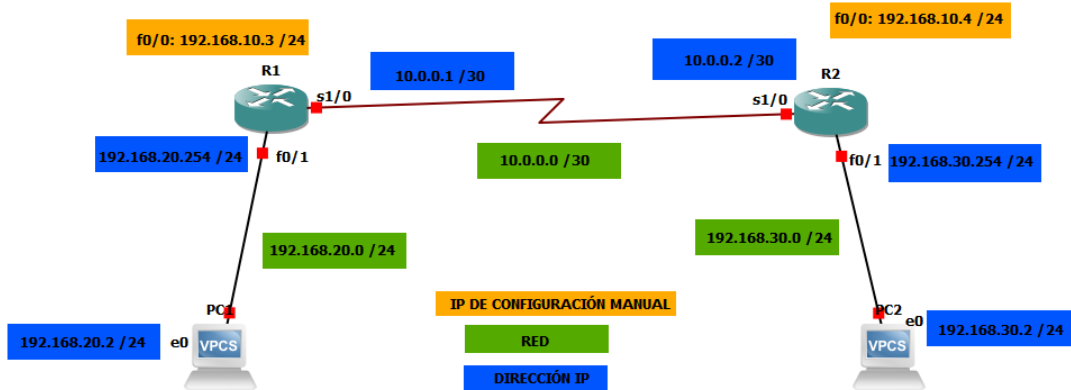 f0/0: 192.168.10.3 /24
f0/0: 192.168.10.4 /24
R1
10.0.0.1 /30
10.0.0.2 /30
R2
s1/0
s1/0
192.168.20.254 /24
f0/1
10.0.0.0 /30
f0/1
192.168.30.254 /24
192.168.20.0 /24
192.168.30.0 /24
IP DE CONFIGURACIÓN MANUAL
PC1
PC2
192.168.20.2 /24
e0
VPCS
RED
VPCS
e0
192.168.30.2 /24
DIRECCIÓN IP